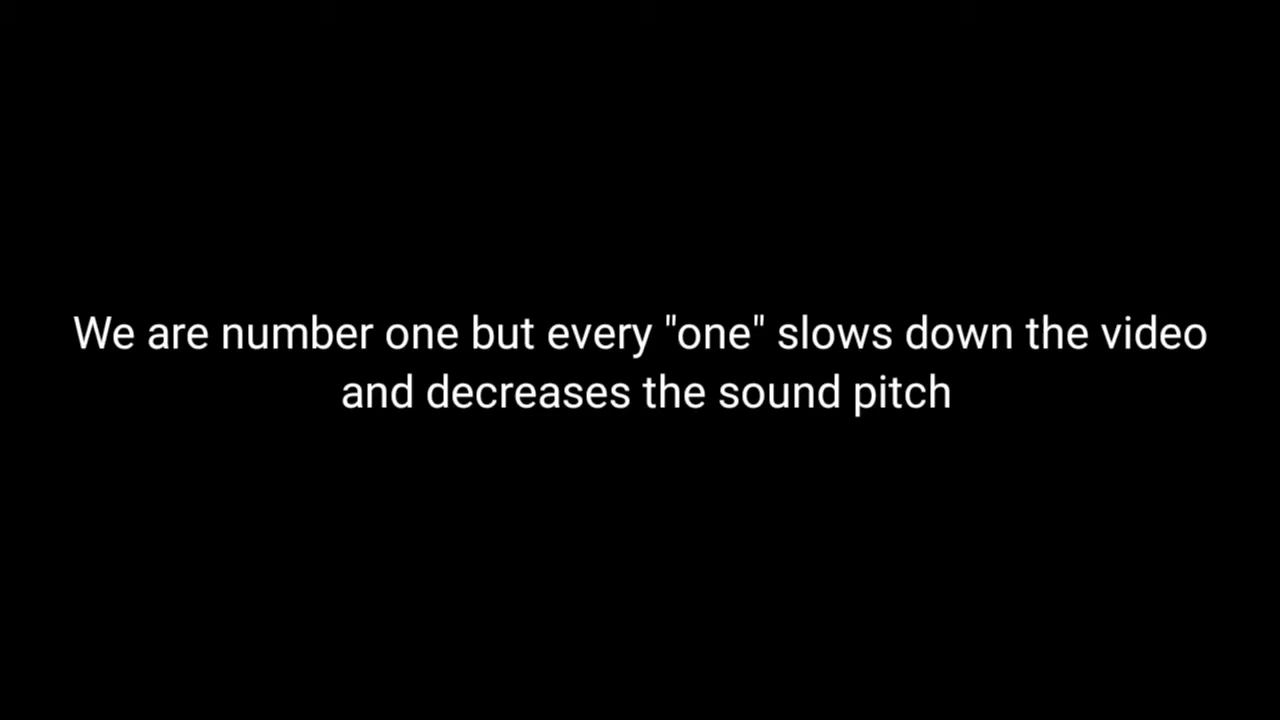 We are number one but every "one" slows down the video
and decreases the sound pitch